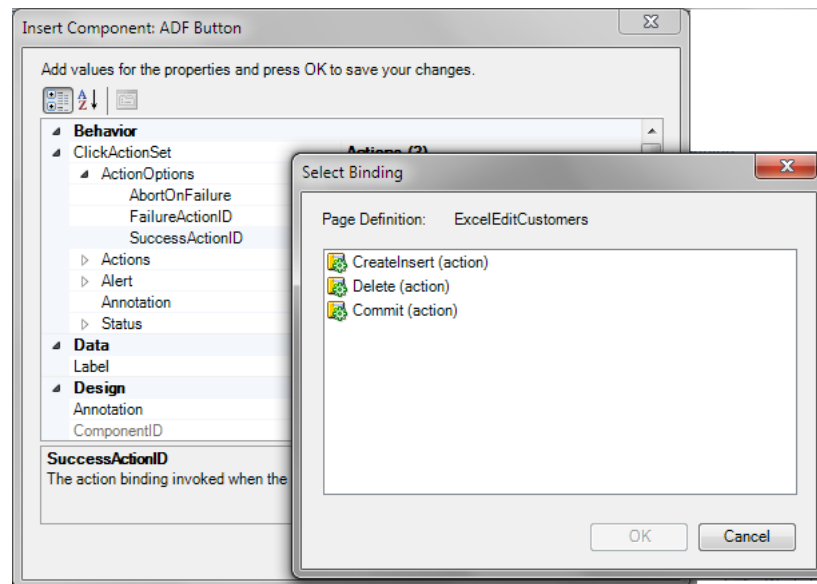 Insert Component: ADF Button
Add values for the properties and press OK to save your changes.
Behavior
ClickActionSet
ActionOptions
AbortOnFailure
FailureActionID
SuccessActionID
Actions
Alert
Annotation
Status
Data
Label
Design
Annotation
ComponentID
SuccessActionID
The action binding invoked when the
Actions (2)
Select Binding
Page Definition: ExcelEditCustomers
CreateInsert (action)
Delete (action)
Commit (action)
OK Cancel